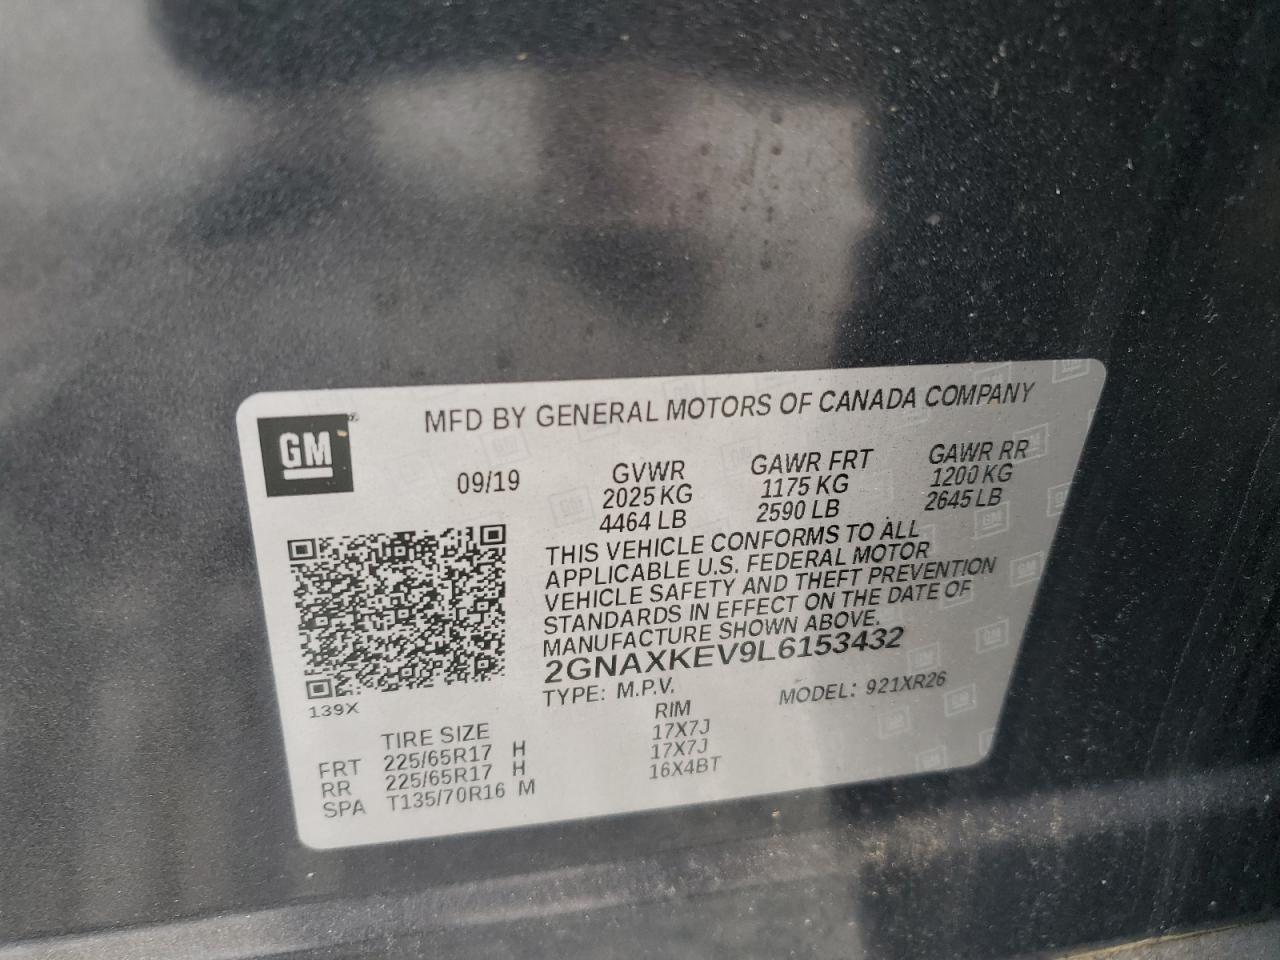 GM
MFD BY GENERAL MOTORS OF CANADA COMPANY
09/19
GVWR
2025 KG
4464 LB
GAWR FRT
1175 KG
2590 LB
GAWR RR
1200 KG
2645 LB
THIS VEHICLE CONFORMS TO ALL
APPLICABLE U.S. FEDERAL MOTOR
VEHICLE SAFETY AND THEFT PREVENTION
STANDARDS IN EFFECT ON THE DATE OF
MANUFACTURE SHOWN ABOVE.
2GNAXKEV9L6153432
TYPE: M.P.V.
MODEL: 921XR26
139X
TIRE SIZE RIM
FRT 225/65R17 H 17X7J
RR 225/65R17 H 17X7J
SPA T135/70R16 M 16X4BT